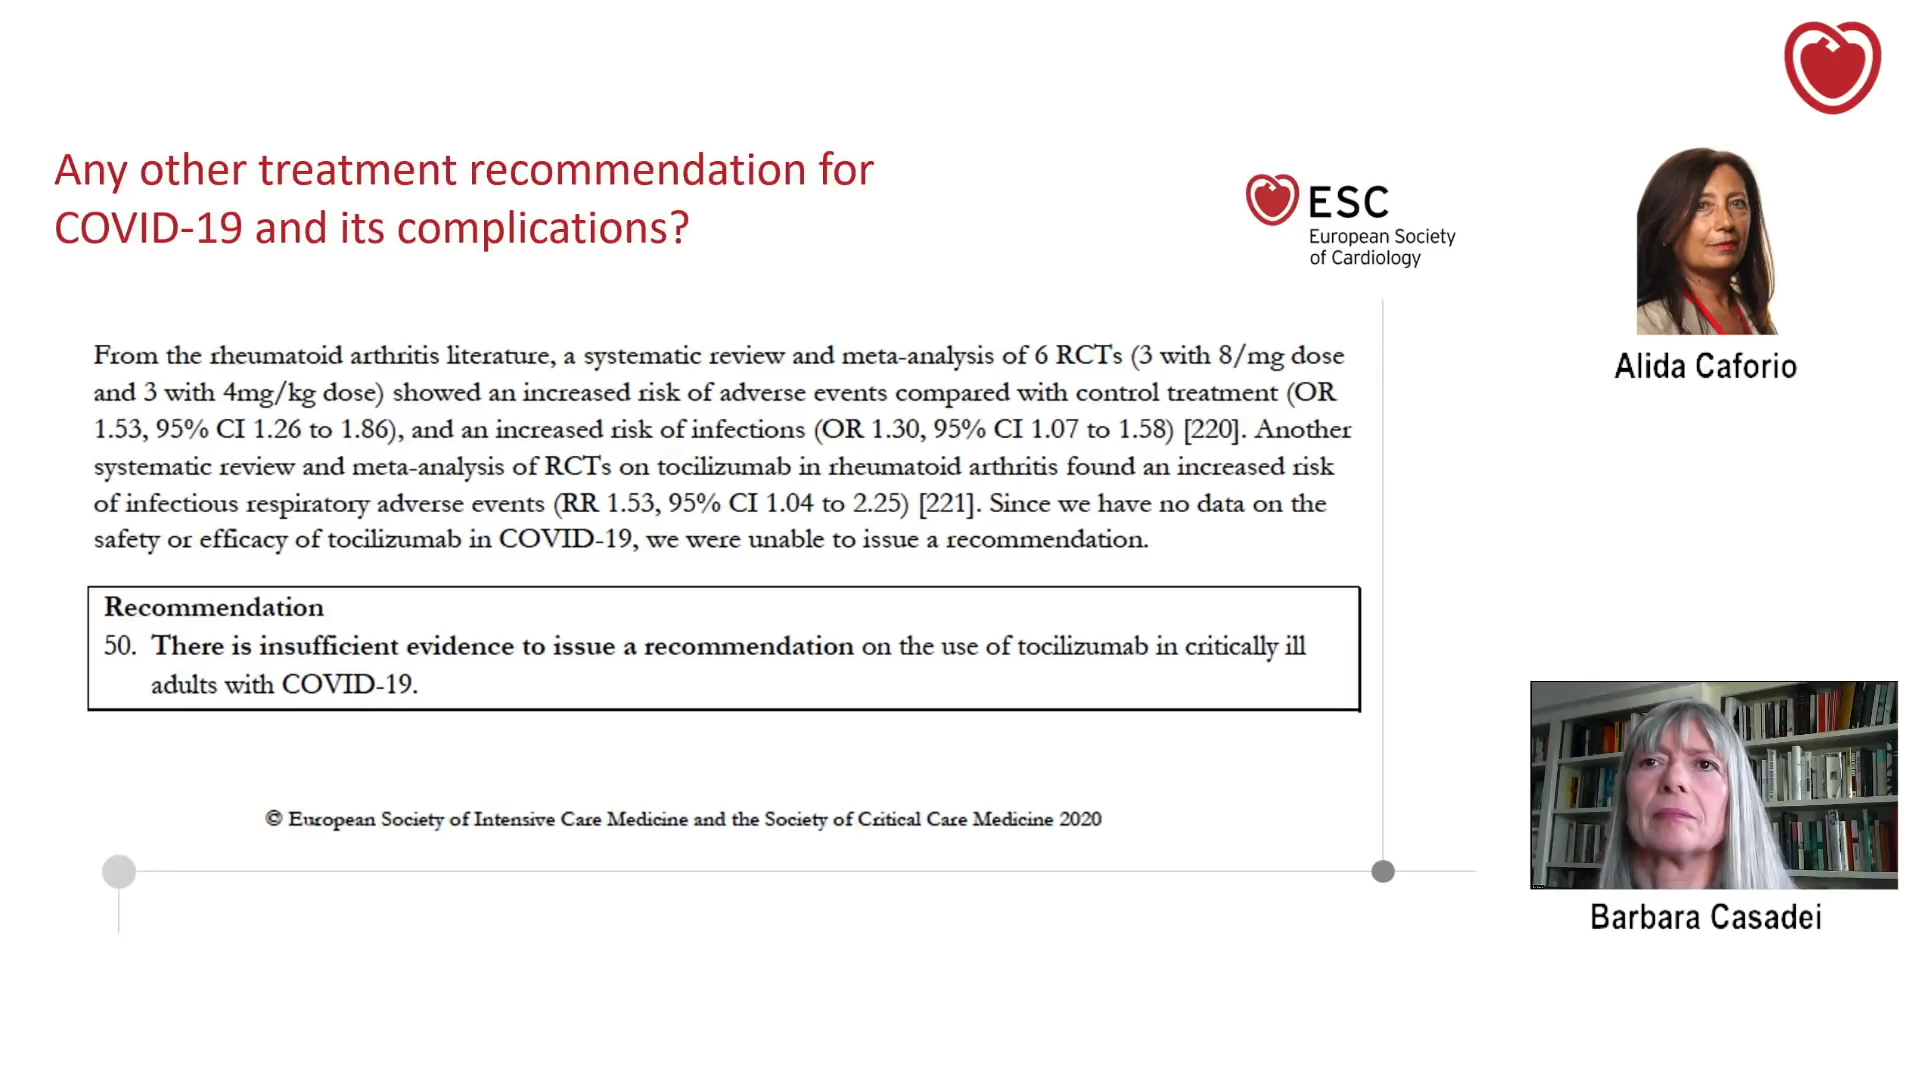 Any other treatment recommendation for
COVID-19 and its complications?
ESC
European Society
of Cardiology
Alida Caforio
From the rheumatoid arthritis literature, a systematic review and meta-analysis of 6 RCTs (3 with 8/mg dose
and 3 with 4mg/kg dose) showed an increased risk of adverse events compared with control treatment (OR
1.53, 95% CI 1.26 to 1.86), and an increased risk of infections (OR 1.30, 95% CI 1.07 to 1.58) [220]. Another
systematic review and meta-analysis of RCTs on tocilizumab in rheumatoid arthritis found an increased risk
of infectious respiratory adverse events (RR 1.53, 95% CI 1.04 to 2.25) [221]. Since we have no data on the
safety or efficacy of tocilizumab in COVID-19, we were unable to issue a recommendation.
Recommendation
50. There is insufficient evidence to issue a recommendation on the use of tocilizumab in critically ill
adults with COVID-19.
© European Society of Intensive Care Medicine and the Society of Critical Care Medicine 2020
Barbara Casadei